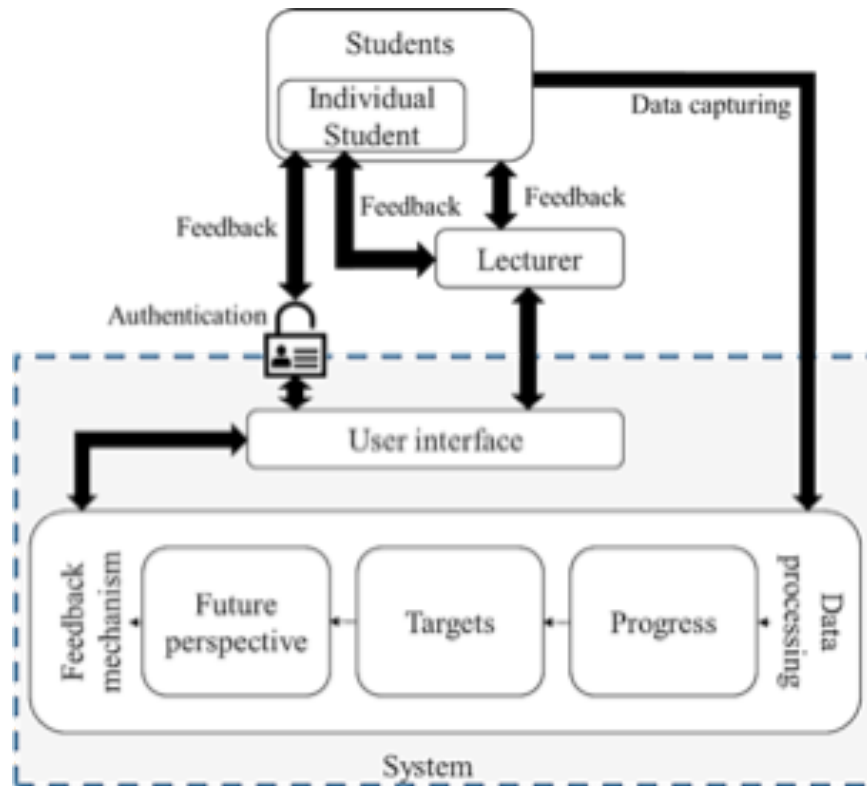 Students
Individual
Student
Data capturing
Feedback
Feedback
Feedback
Lecturer
Authentication
User interface
Feedback
mechanism
Future
perspective
Targets
Progress
Data
processing
System